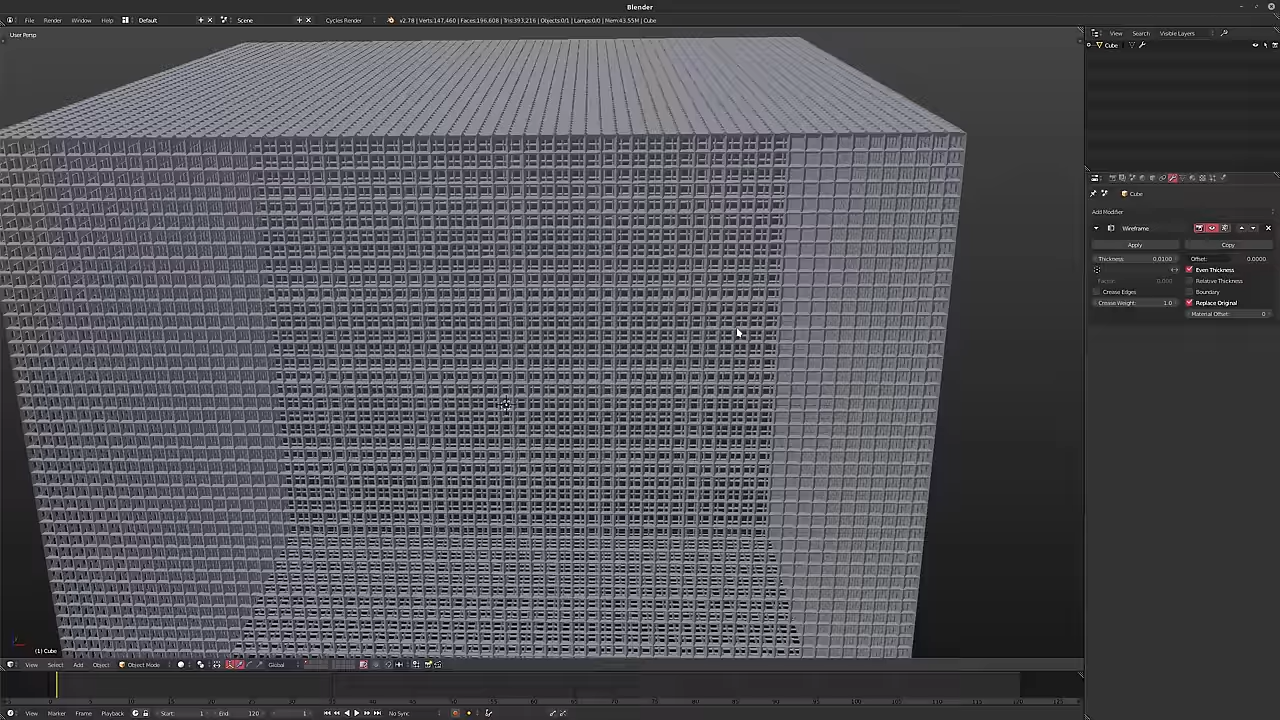 Blender
File Render Window Help Default Scene Cycles Render v2.78 | Verts:147,460 | Faces:196,608 | Tris:393,216 | Objects:0/1 | Lamps:0/0 | Mem:43.55M | Cube
User Persp
View Search Visible Layers
Cube
Cube
Add Modifier
Wireframe
Apply Copy
Thickness: 0.0100 Offset: 0.0000
Even Thickness
Factor: 0.000 Relative Thickness
Crease Edges Boundary
Crease Weight: 1.0 Replace Original
Material Offset: 0
(1) Cube
View Select Add Object Object Mode Global
View Marker Frame Playback Start: 1 End: 120 1 No Sync